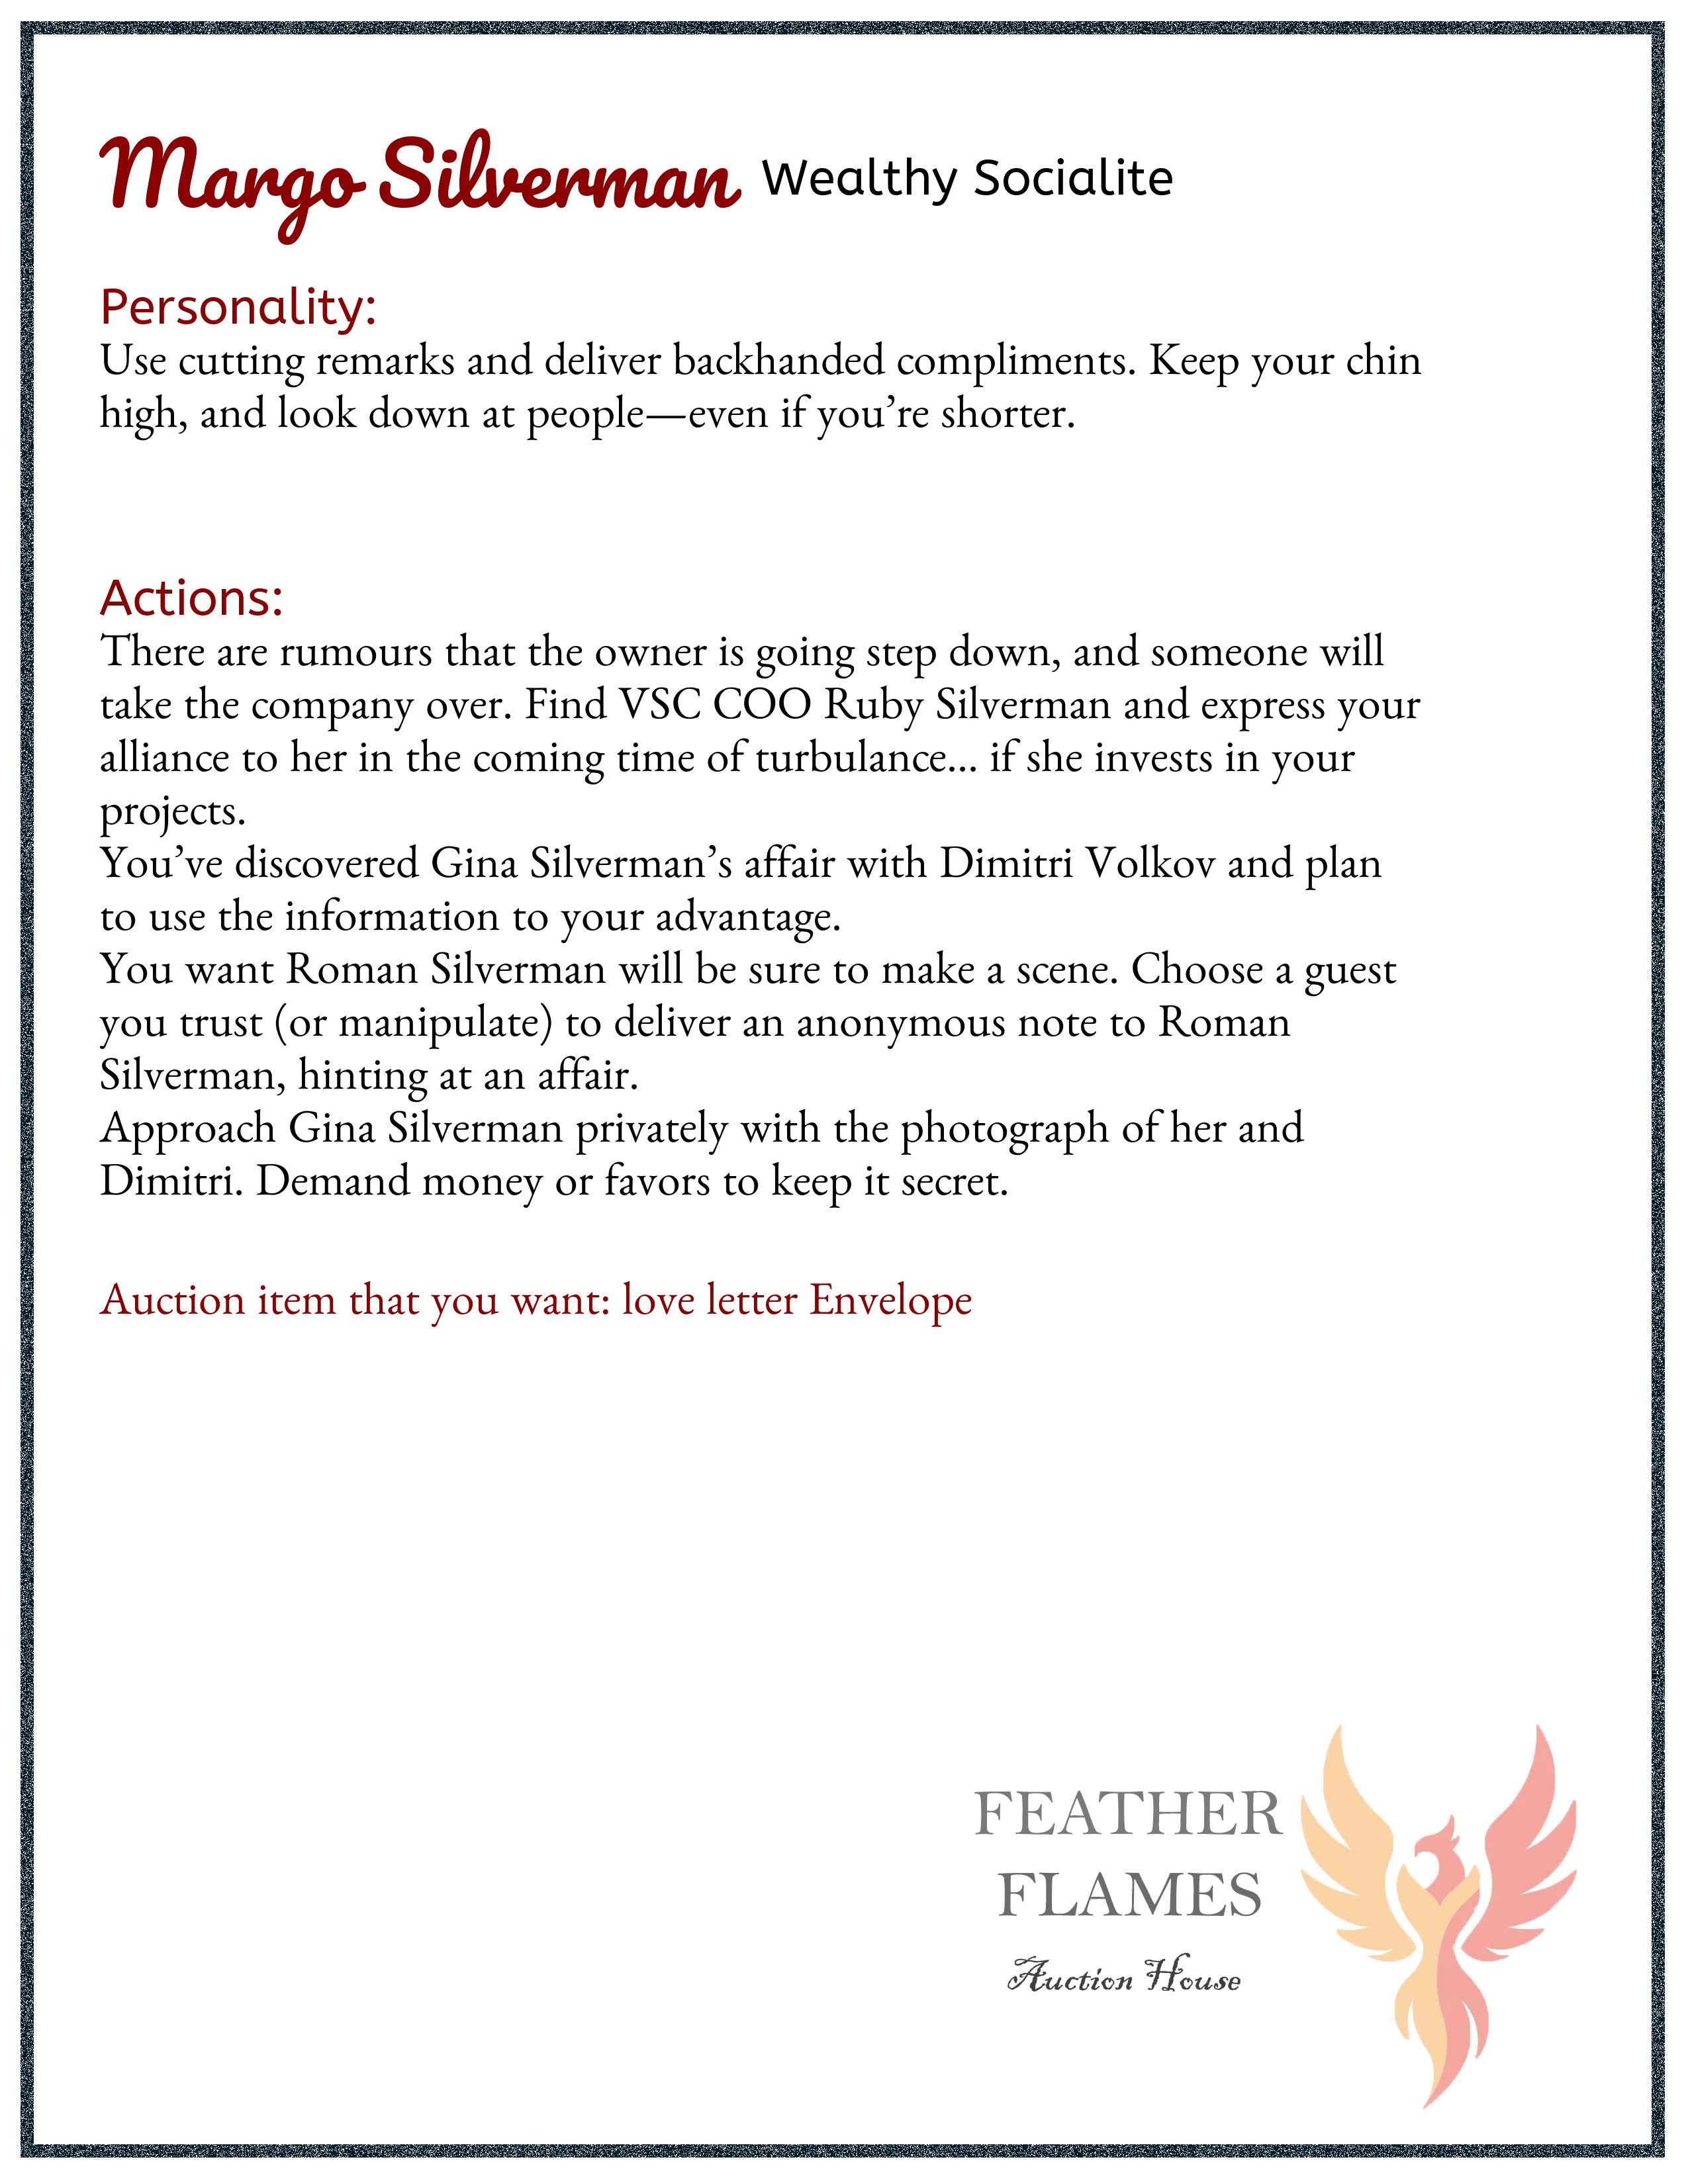 Margo Silverman Wealthy Socialite
Personality:
Use cutting remarks and deliver backhanded compliments. Keep your chin
high, and look down at people—even if you’re shorter.
Actions:
There are rumours that the owner is going step down, and someone will
take the company over. Find VSC COO Ruby Silverman and express your
alliance to her in the coming time of turbulance... if she invests in your
projects.
You’ve discovered Gina Silverman’s affair with Dimitri Volkov and plan
to use the information to your advantage.
You want Roman Silverman will be sure to make a scene. Choose a guest
you trust (or manipulate) to deliver an anonymous note to Roman
Silverman, hinting at an affair.
Approach Gina Silverman privately with the photograph of her and
Dimitri. Demand money or favors to keep it secret.
Auction item that you want: love letter Envelope
FEATHER
FLAMES
Auction House